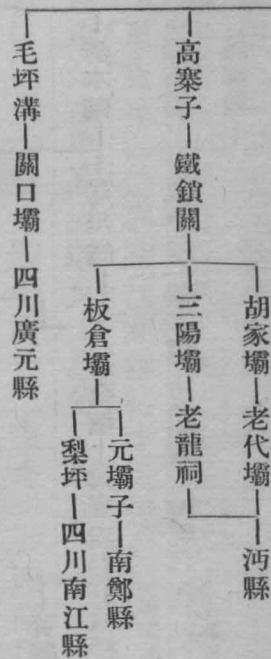 胡家壩—老代壩—沔縣
高寨子—鐵鎖關—三陽壩—老龍祠
板倉壩—元壩子—南鄭縣
梨坪—四川南江縣
毛坪溝—關口壩—四川廣元縣